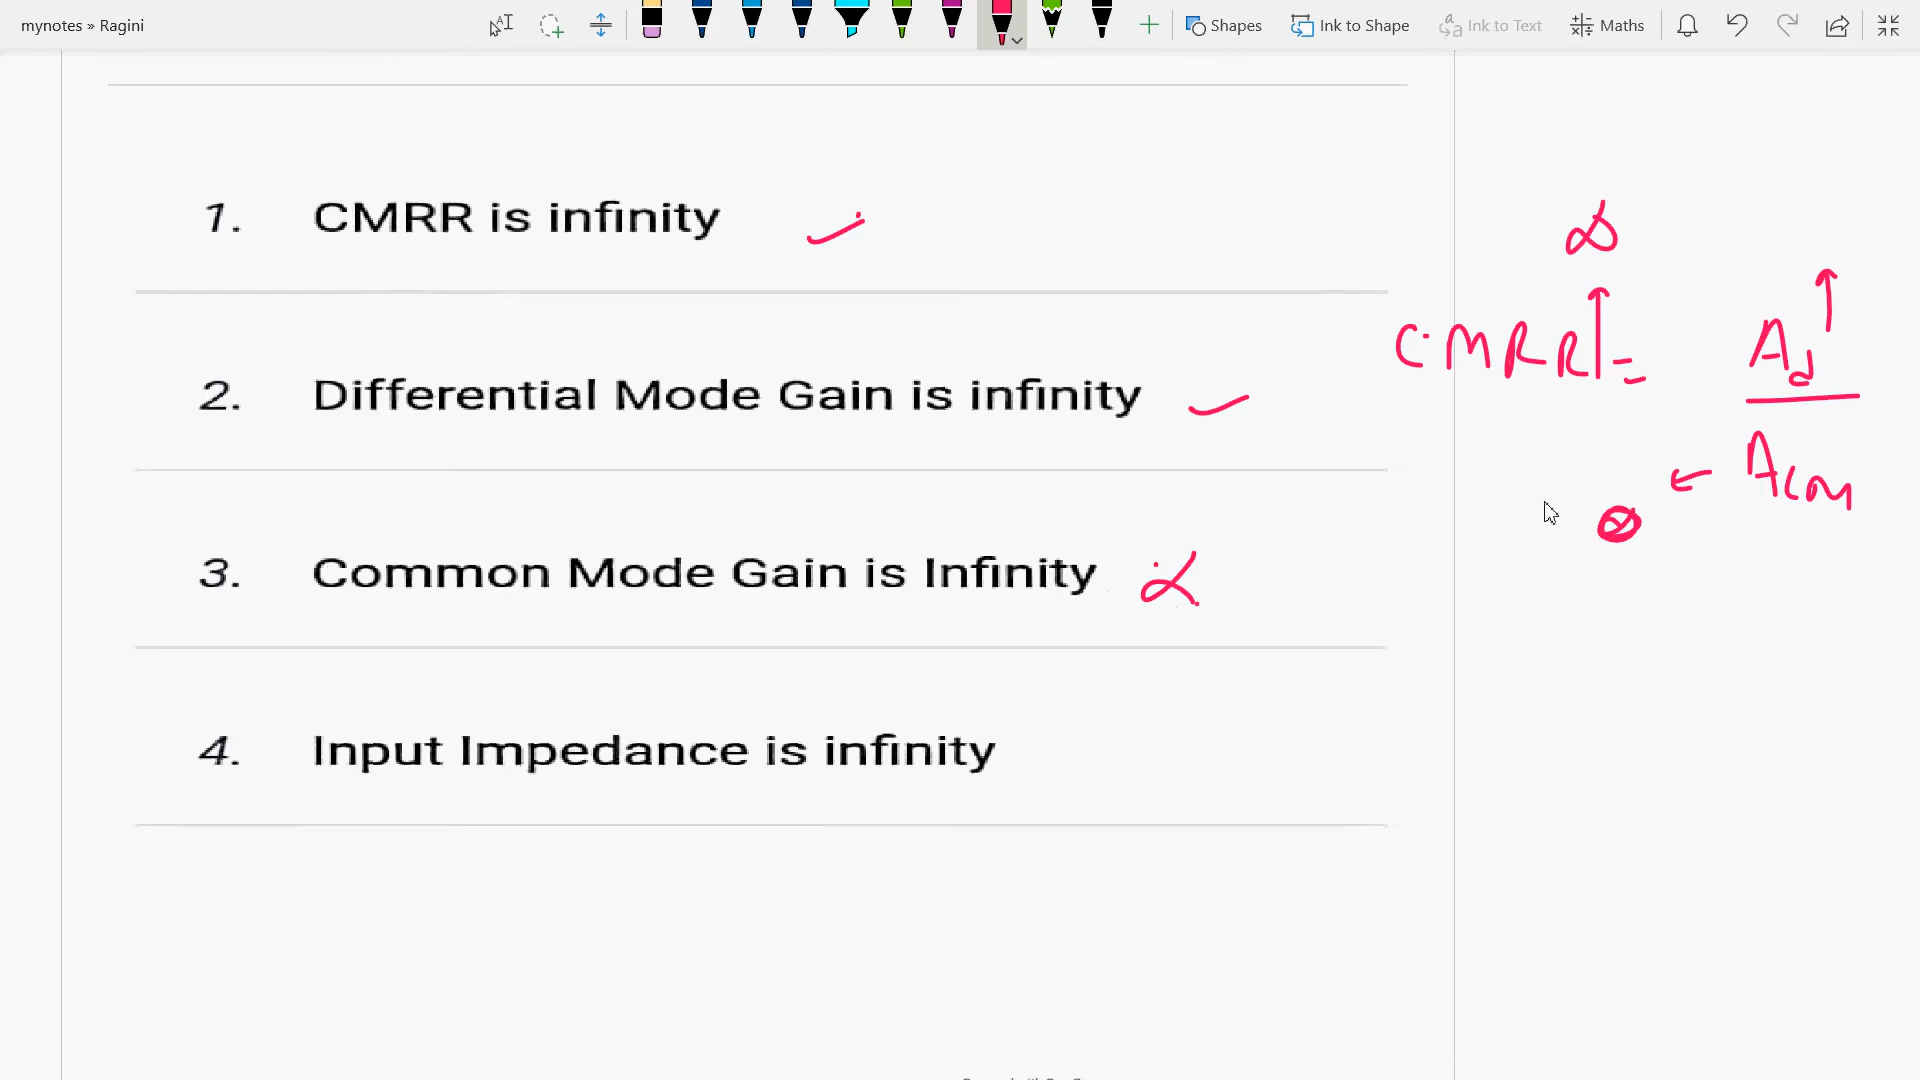 mynotes » Ragini
Shapes
Ink to Shape
Ink to Text
Maths
1. CMRR is infinity
2. Differential Mode Gain is infinity
3. Common Mode Gain is Infinity
4. Input Impedance is infinity
∞
CMRR =
Ad
Acm